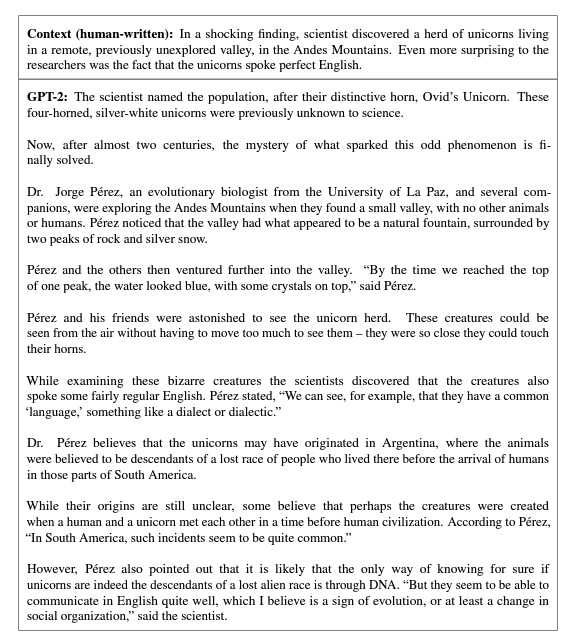 Context (human-written): In a shocking finding, scientist discovered a herd of unicorns living
in a remote, previously unexplored valley, in the Andes Mountains. Even more surprising to the
researchers was the fact that the unicorns spoke perfect English.
GPT-2: The scientist named the population, after their distinctive horn, Ovid's Unicorn. These
four-horned, silver-white unicorns were previously unknown to science.
Now, after almost two centuries, the mystery of what sparked this odd phenomenon is fi-
nally solved.
Dr. Jorge Pérez, an evolutionary biologist from the University of La Paz, and several com-
panions, were exploring the Andes Mountains when they found a small valley, with no other animals
or humans. Pérez noticed that the valley had what appeared to be a natural fountain, surrounded by
two peaks of rock and silver snow.
Pérez and the others then ventured further into the valley. “By the time we reached the top
of one peak, the water looked blue, with some crystals on top,” said Pérez.
Pérez and his friends were astonished to see the unicorn herd. These creatures could be
seen from the air without having to move too much to see them – they were so close they could touch
their horns.
While examining these bizarre creatures the scientists discovered that the creatures also
spoke some fairly regular English. Pérez stated, “We can see, for example, that they have a common
‘language,’ something like a dialect or dialectic.”
Dr. Pérez believes that the unicorns may have originated in Argentina, where the animals
were believed to be descendants of a lost race of people who lived there before the arrival of humans
in those parts of South America.
While their origins are still unclear, some believe that perhaps the creatures were created
when a human and a unicorn met each other in a time before human civilization. According to Pérez,
“In South America, such incidents seem to be quite common.”
However, Pérez also pointed out that it is likely that the only way of knowing for sure if
unicorns are indeed the descendants of a lost alien race is through DNA. “But they seem to be able to
communicate in English quite well, which I believe is a sign of evolution, or at least a change in
social organization,” said the scientist.